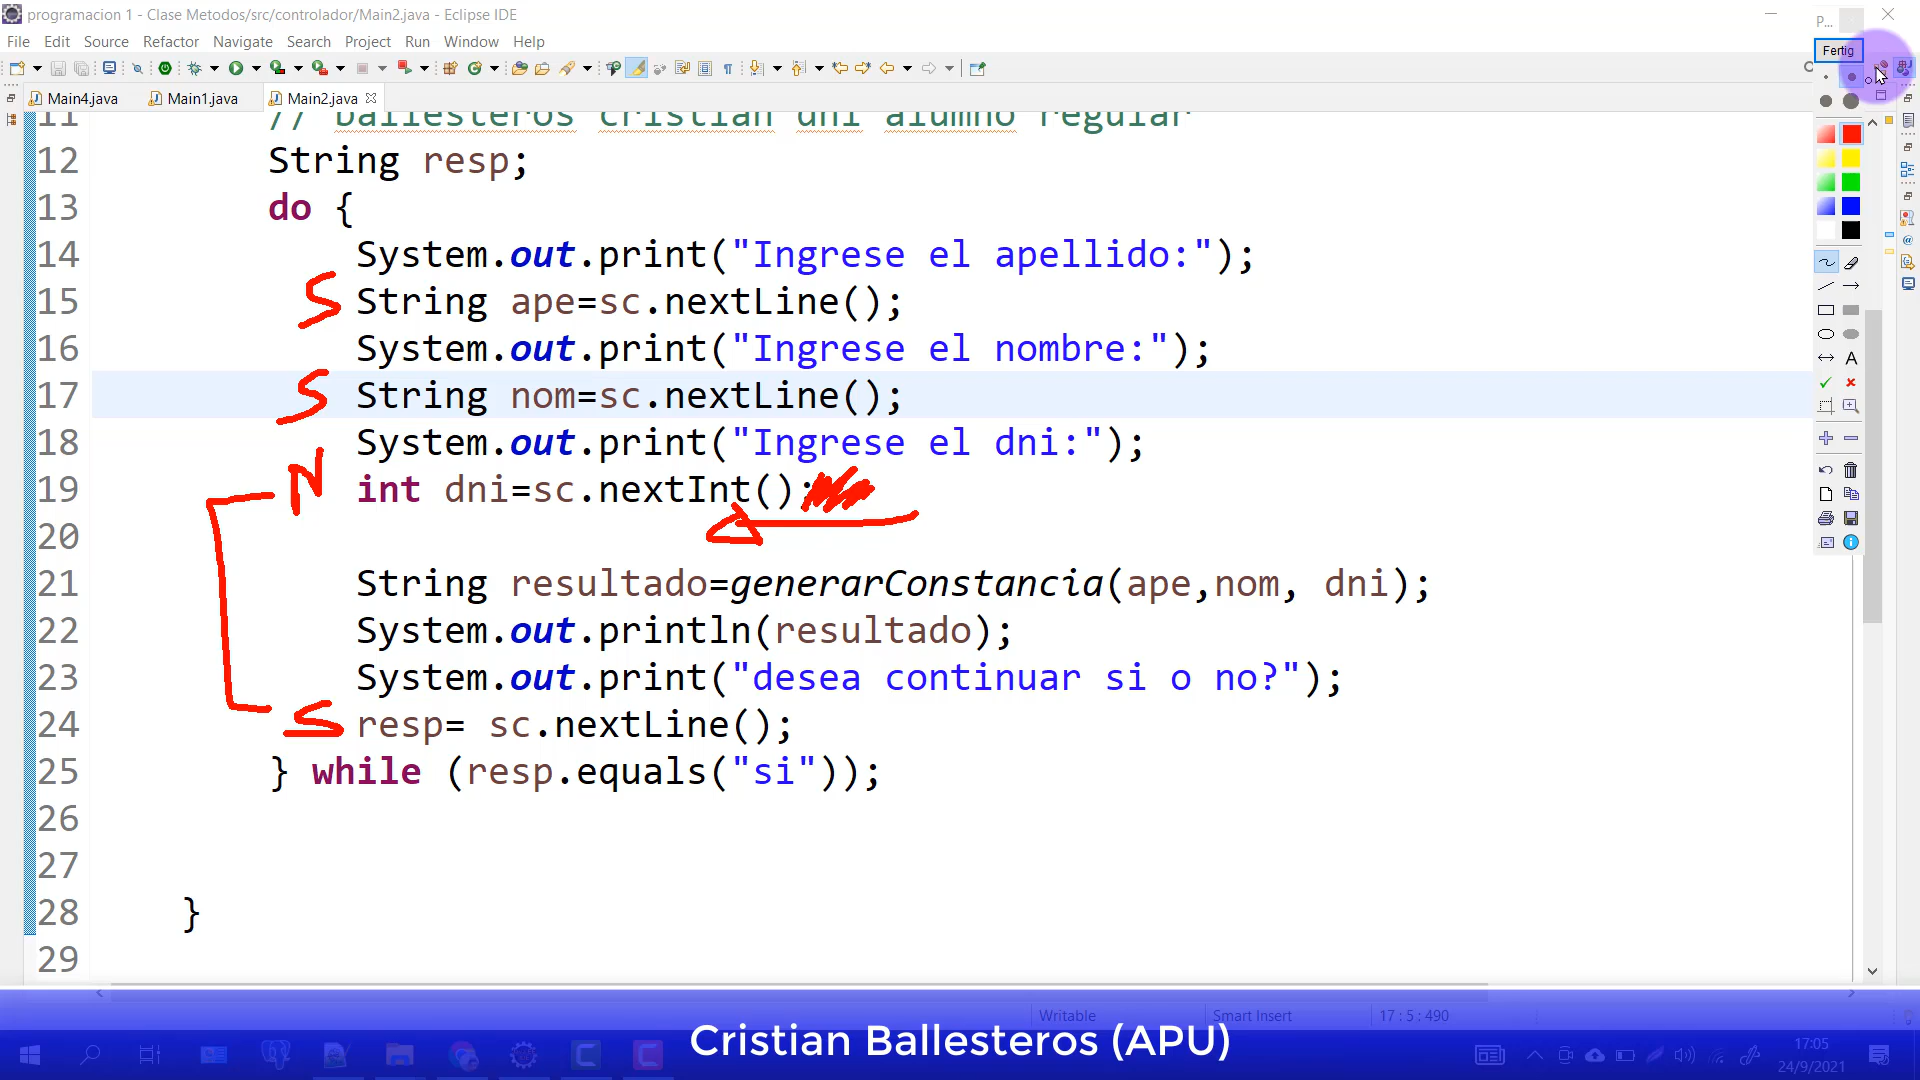 programacion 1 - Clase Metodos/src/controlador/Main2.java - Eclipse IDE
P...
File Edit Source Refactor Navigate Search Project Run Window Help
Fertig
Main4.java Main1.java Main2.java
11 // ballesteros cristian dni alumno regular
12 String resp;
13 do {
14 System.out.print("Ingrese el apellido:");
S
15 String ape=sc.nextLine();
16 System.out.print("Ingrese el nombre:");
S
17 String nom=sc.nextLine();
18 System.out.print("Ingrese el dni:");
N
19 int dni=sc.nextInt();
20
21 String resultado=generarConstancia(ape,nom, dni);
22 System.out.println(resultado);
23 System.out.print("desea continuar si o no?");
S
24 resp= sc.nextLine();
25 } while (resp.equals("si"));
26
27
28 }
29
Writable Smart Insert 17 : 5 : 490
Cristian Ballesteros (APU)
17:05
24/9/2021